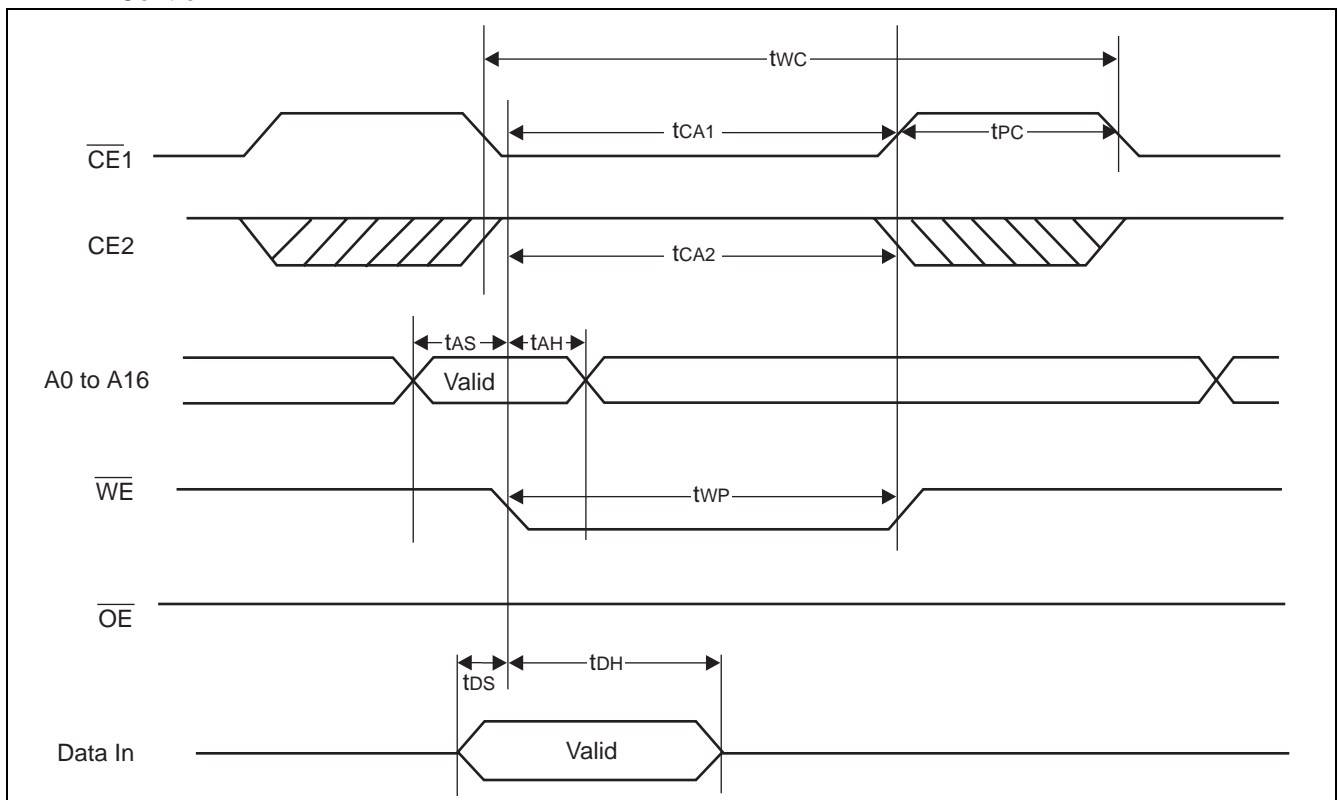 tWC
tCA1
tPC
CE1
CE2
tCA2
tAS
tAH
A0 to A16
Valid
WE
tWP
OE
tDH
tDS
Data In
Valid